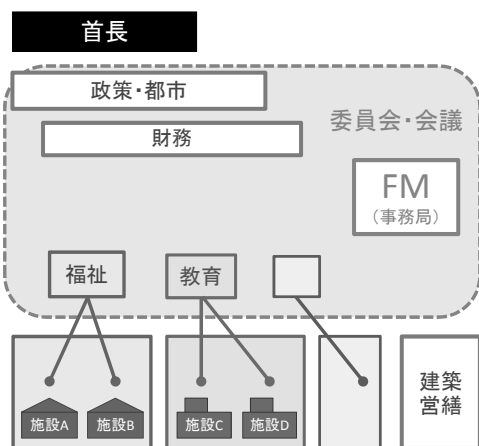 首長
政策・都市
委員会・会議
財務
FM
（事務局）
福祉
教育
施設A
施設B
施設C
施設D
建築
営繕